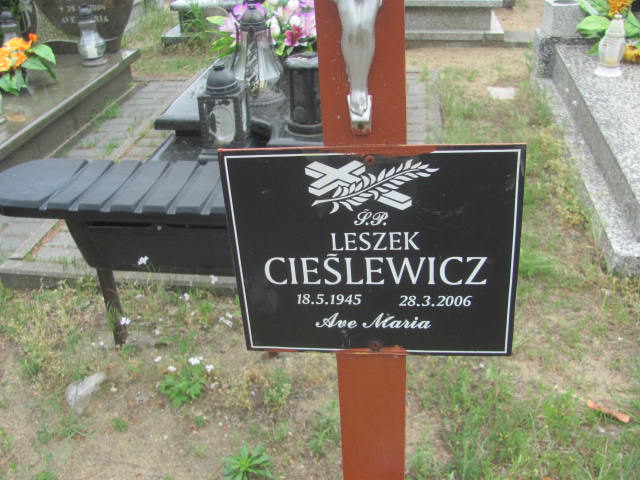 Ś.P.
LESZEK
CIEŚLEWICZ
18.5.1945 28.3.2006
Ave Maria